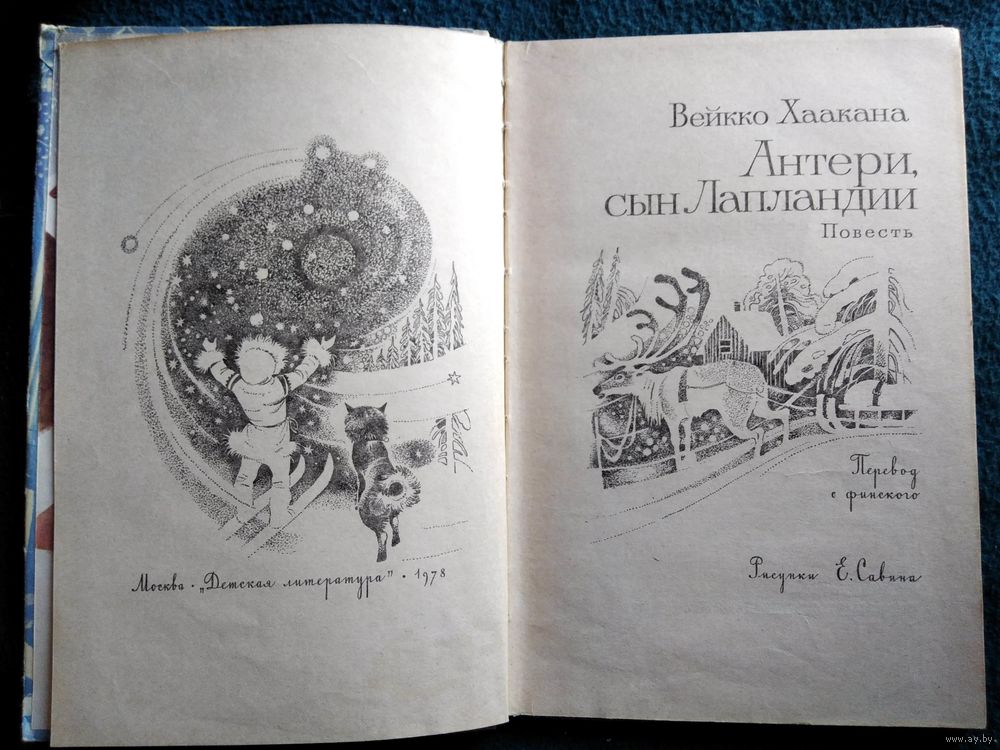 Москва · „Детская литература" · 1978
Вейкко Хаакана
Антери,
сын Лапландии
Повесть
Перевод
с финского
Рисунки Е. Савина
www.ay.by